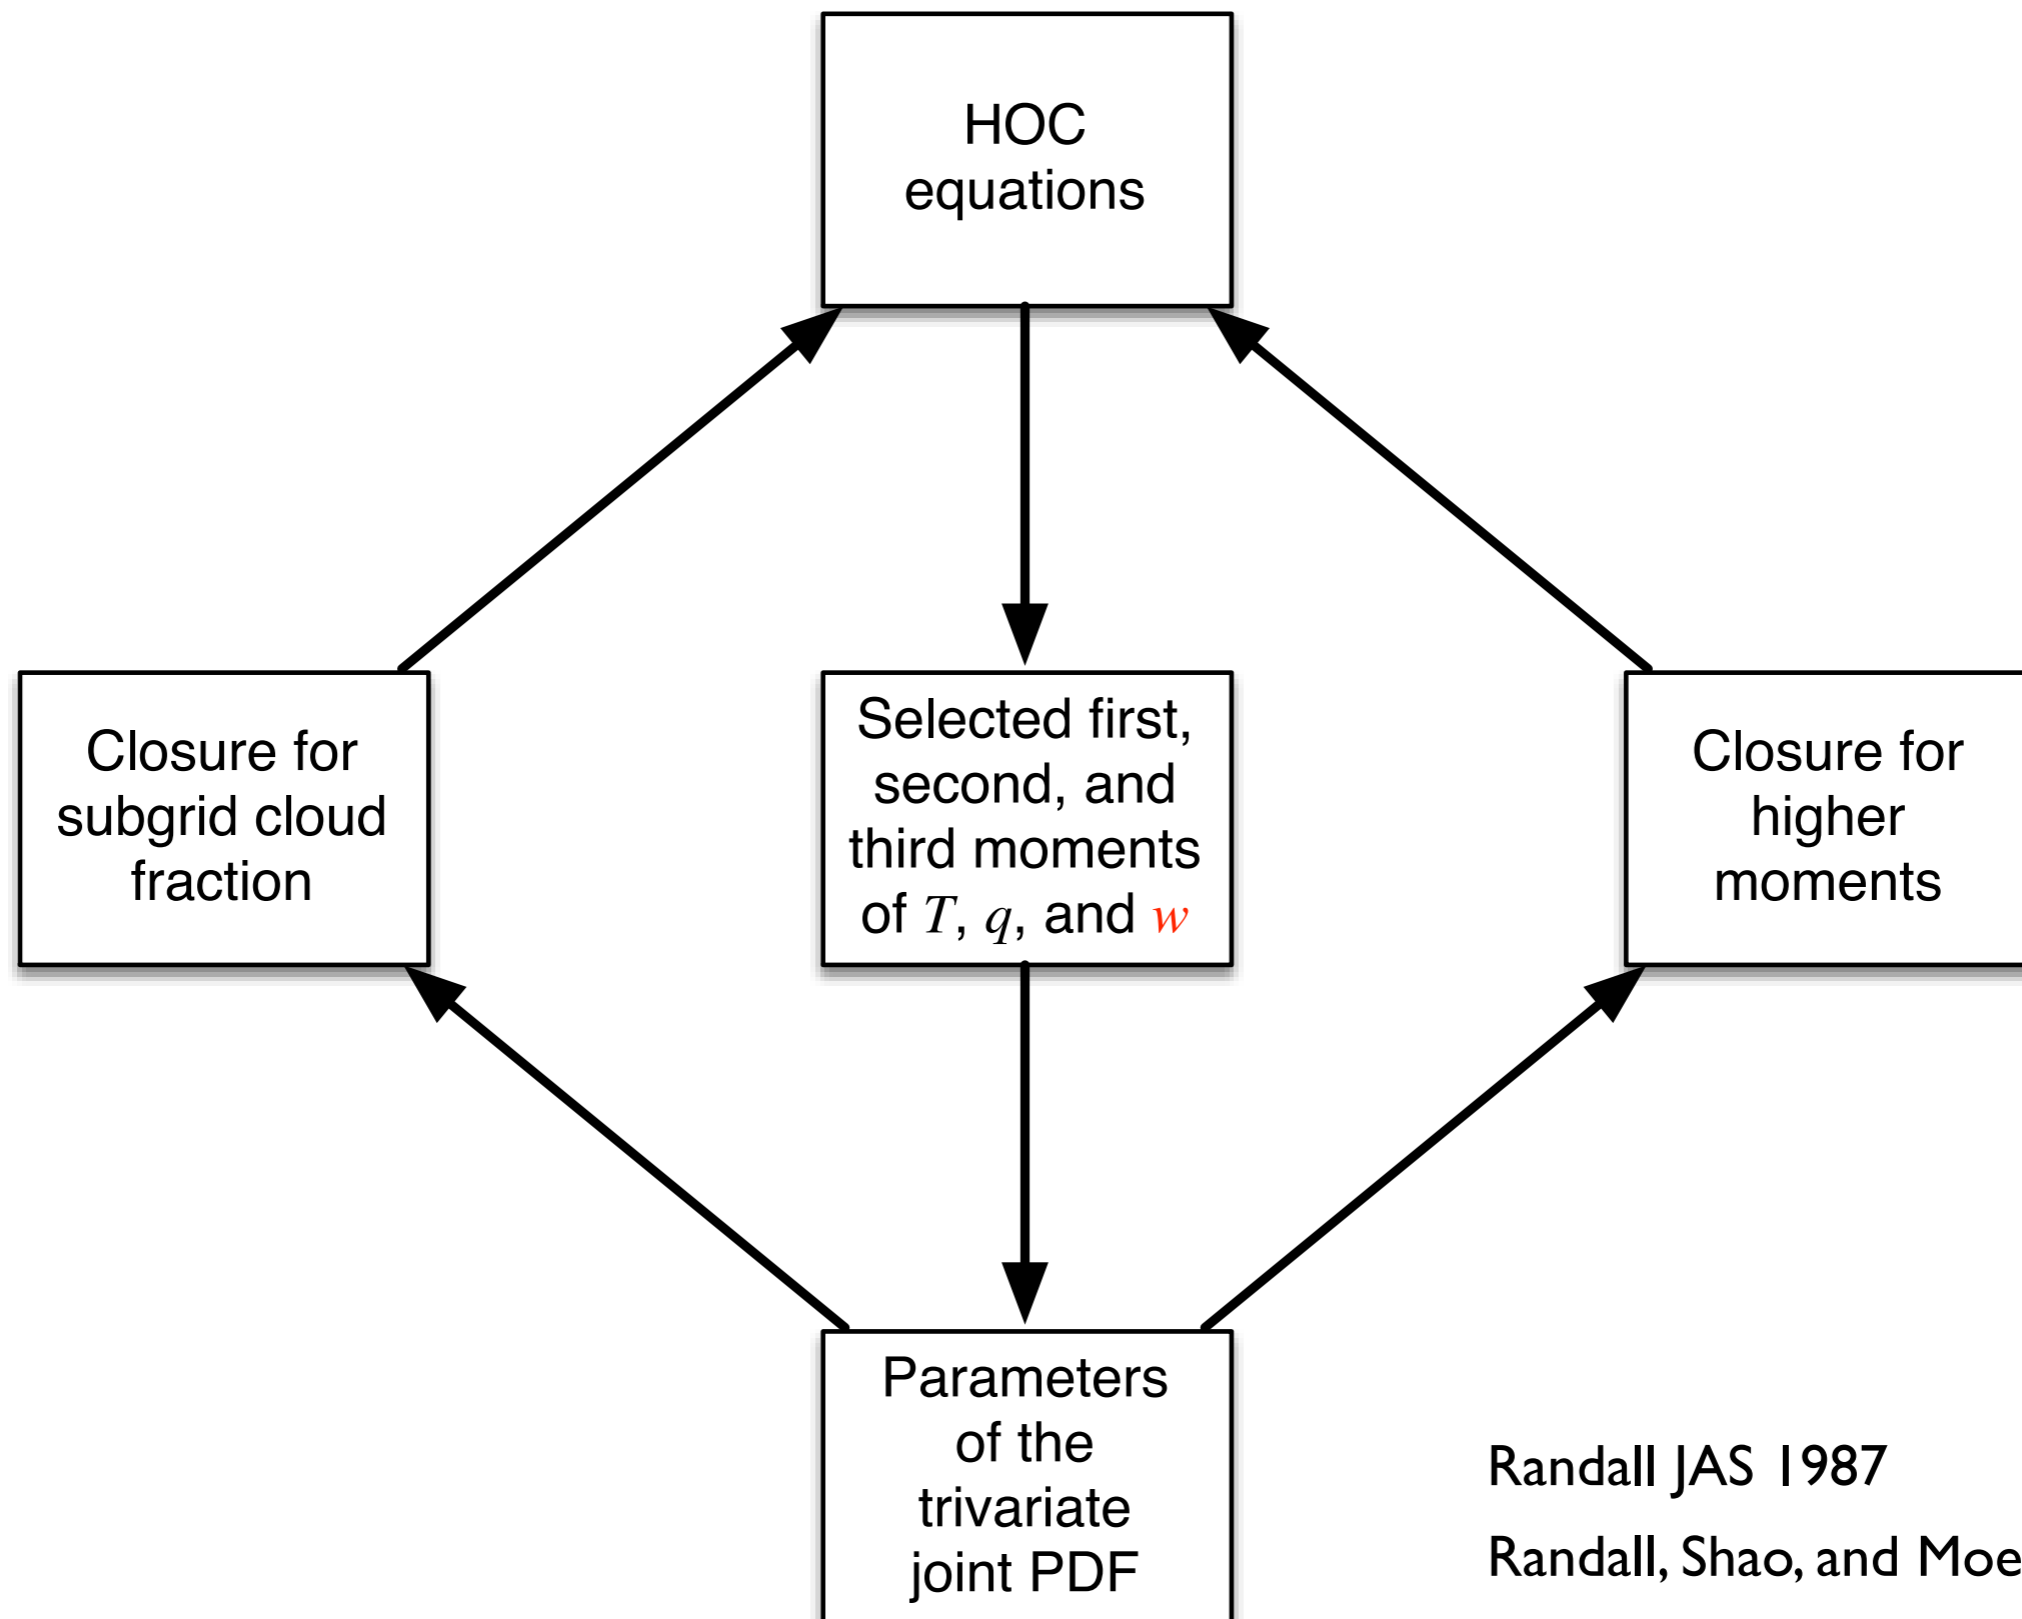 HOC
equations
Closure for
subgrid cloud
fraction
Selected first,
second, and
third moments
of T, q, and w
Closure for
higher
moments
Parameters
of the
trivariate
joint PDF
Randall JAS 1987
Randall, Shao, and Moe